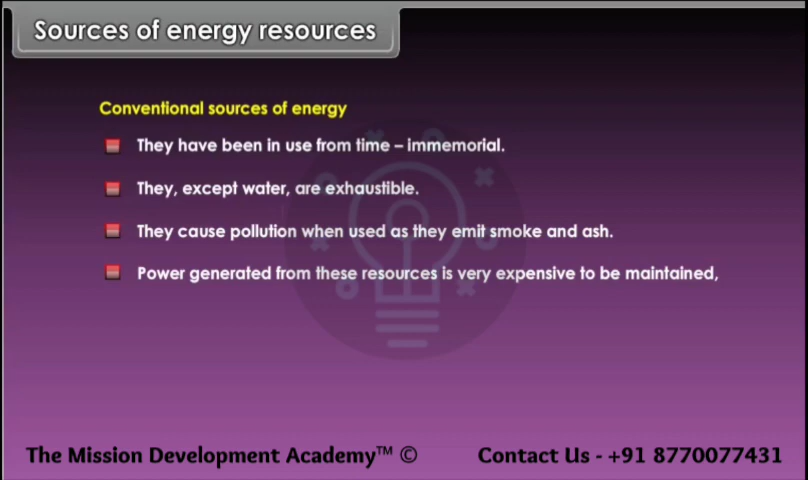 Sources of energy resources
Conventional sources of energy
They have been in use from time – immemorial.
They, except water, are exhaustible.
They cause pollution when used as they emit smoke and ash.
Power generated from these resources is very expensive to be maintained,
The Mission Development Academy™ ©
Contact Us - +91 8770077431